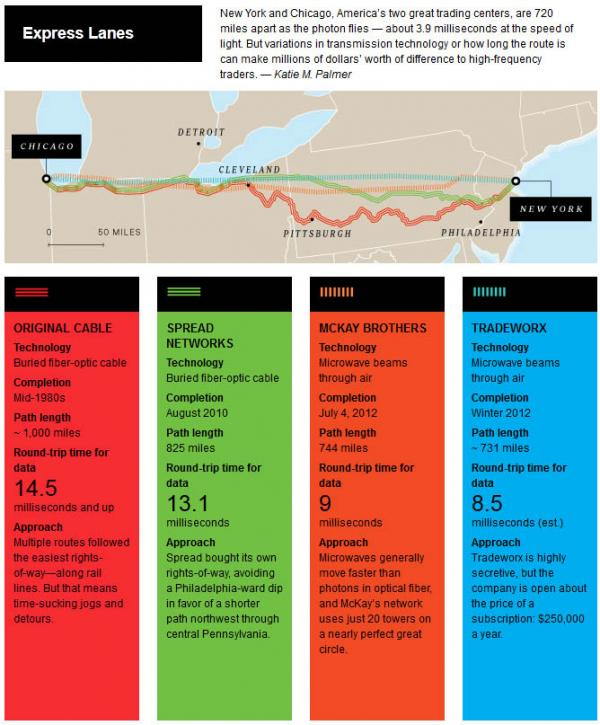 Express Lanes
New York and Chicago, America's two great trading centers, are 720
miles apart as the photon flies — about 3.9 milliseconds at the speed of
light. But variations in transmission technology or how long the route is
can make millions of dollars' worth of difference to high-frequency
traders. — Katie M. Palmer
DETROIT
CHICAGO
CLEVELAND
NEW YORK
0 50 MILES
PITTSBURGH
PHILADELPHIA
ORIGINAL CABLE
Technology
Buried fiber-optic cable
Completion
Mid-1980s
Path length
~ 1,000 miles
Round-trip time for
data
14.5
milliseconds and up
Approach
Multiple routes followed
the easiest rights-
of-way—along rail
lines. But that means
time-sucking jogs and
detours.
SPREAD
NETWORKS
Technology
Buried fiber-optic cable
Completion
August 2010
Path length
825 miles
Round-trip time for
data
13.1
milliseconds
Approach
Spread bought its own
rights-of-way, avoiding
a Philadelphia-ward dip
in favor of a shorter
path northwest through
central Pennsylvania.
MCKAY BROTHERS
Technology
Microwave beams
through air
Completion
July 4, 2012
Path length
744 miles
Round-trip time for
data
9
milliseconds
Approach
Microwaves generally
move faster than
photons in optical fiber,
and McKay's network
uses just 20 towers on
a nearly perfect great
circle.
TRADEWORX
Technology
Microwave beams
through air
Completion
Winter 2012
Path length
~ 731 miles
Round-trip time for
data
8.5
milliseconds (est.)
Approach
Tradeworx is highly
secretive, but the
company is open about
the price of a
subscription: $250,000
a year.